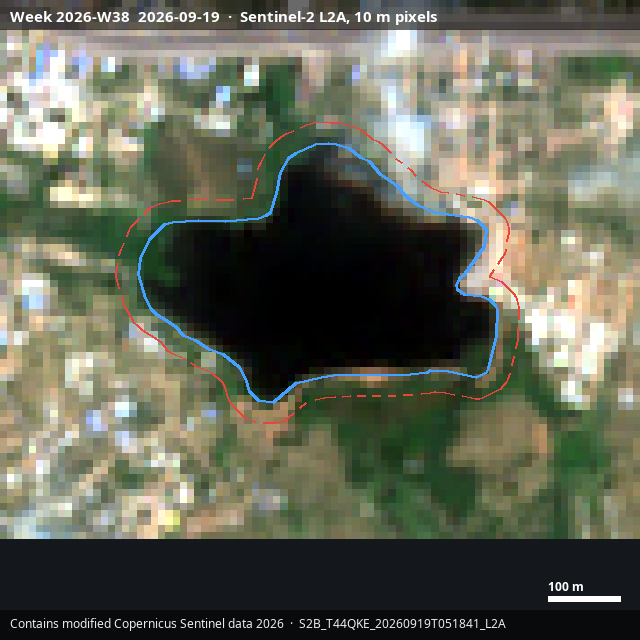 Week 2026-W38  2026-09-19  ·  Sentinel-2 L2A, 10 m pixels
100 m
Contains modified Copernicus Sentinel data 2026  ·  S2B_T44QKE_20260919T051841_L2A